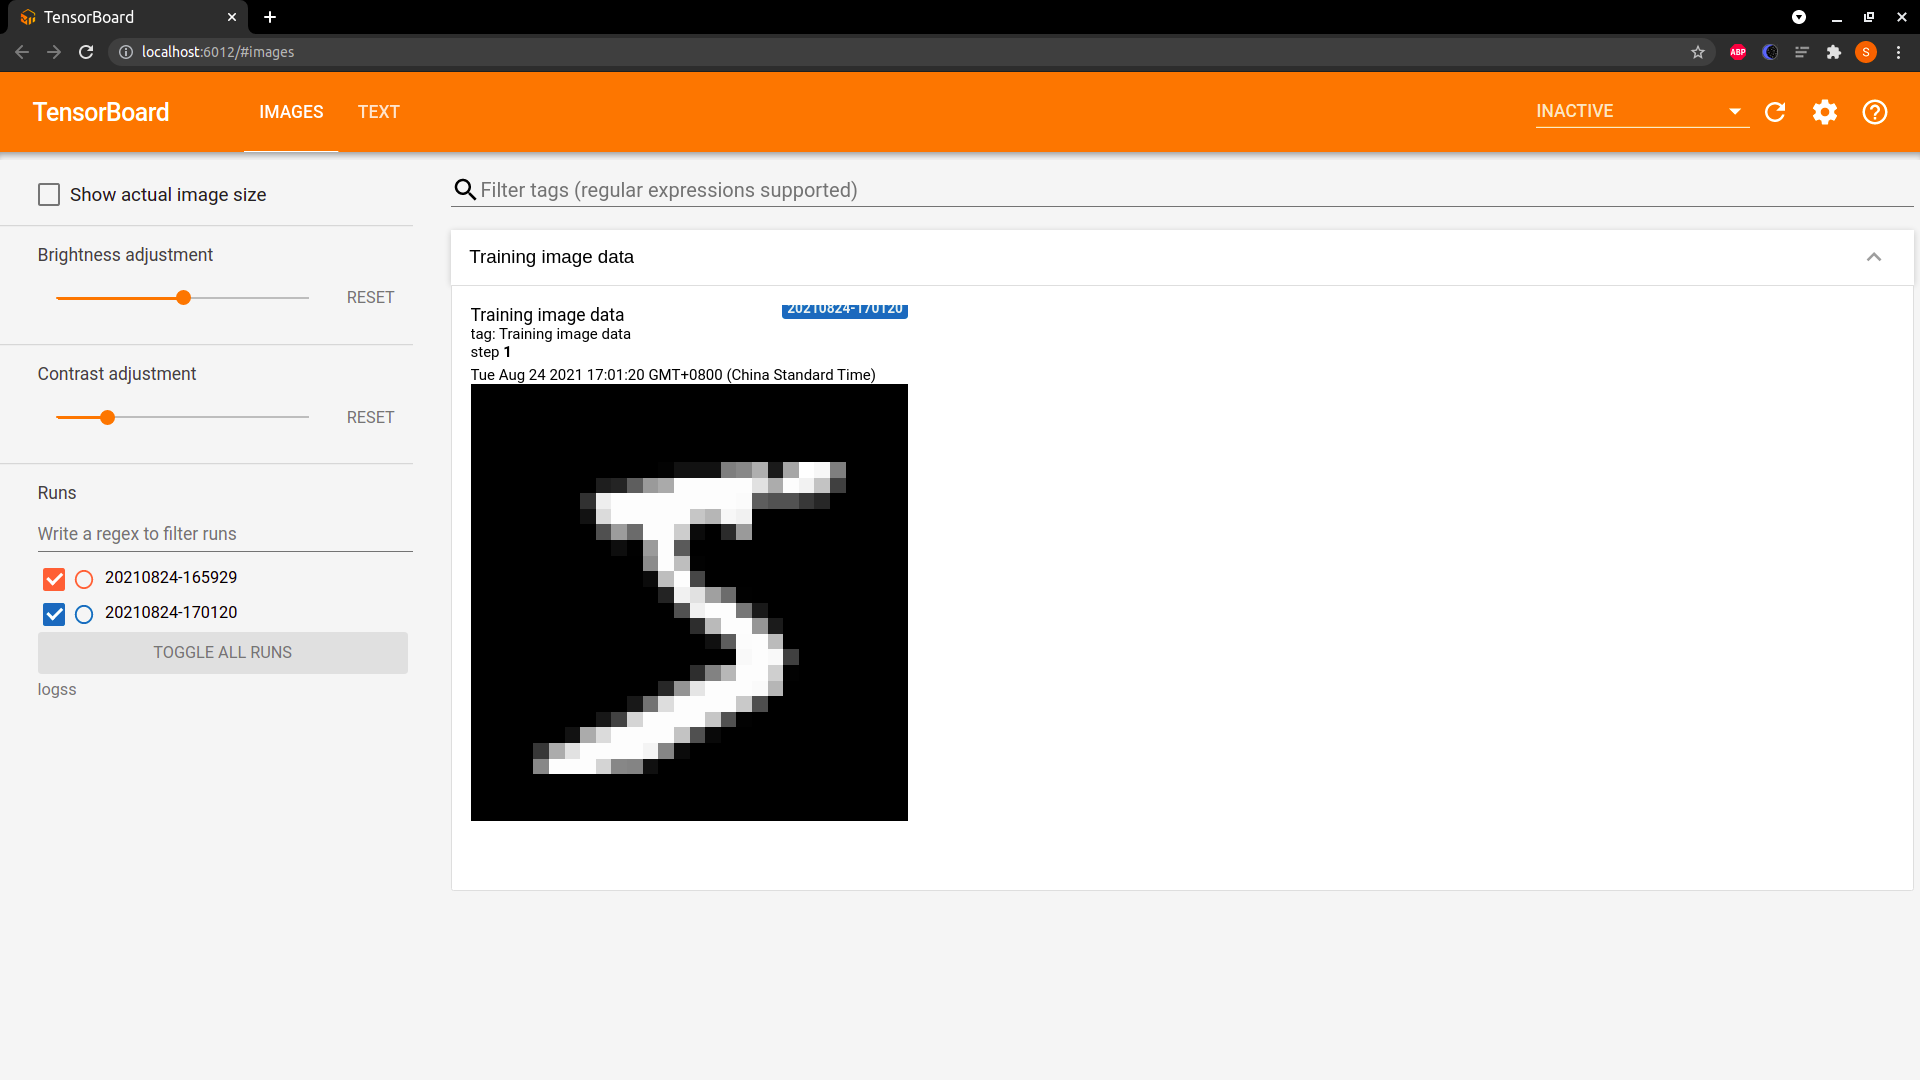 TensorBoard
localhost:6012/#images
ABP
S
TensorBoard
IMAGES
TEXT
INACTIVE
Show actual image size
Brightness adjustment
RESET
Contrast adjustment
RESET
Runs
Write a regex to filter runs
20210824-165929
20210824-170120
TOGGLE ALL RUNS
logss
Filter tags (regular expressions supported)
Training image data
Training image data
20210824-170120
tag: Training image data
step 1
Tue Aug 24 2021 17:01:20 GMT+0800 (China Standard Time)
5